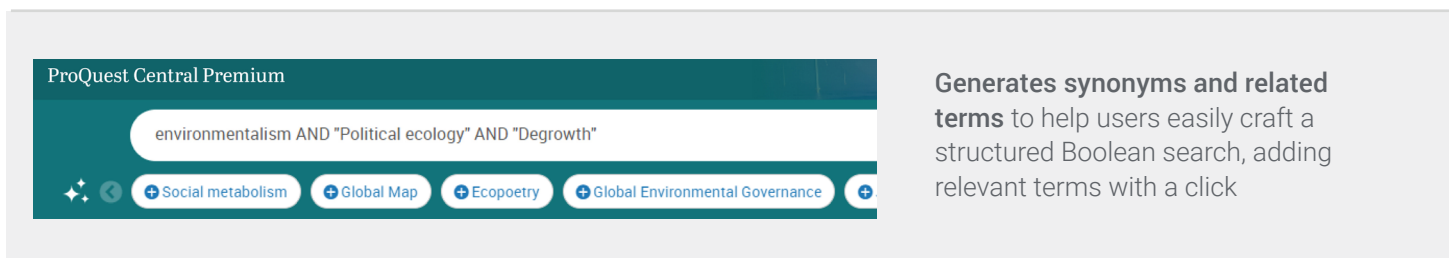 ProQuest Central Premium
environmentalism AND "Political ecology" AND "Degrowth"
Social metabolism Global Map Ecopoetry Global Environmental Governance
Generates synonyms and related
terms to help users easily craft a
structured Boolean search, adding
relevant terms with a click